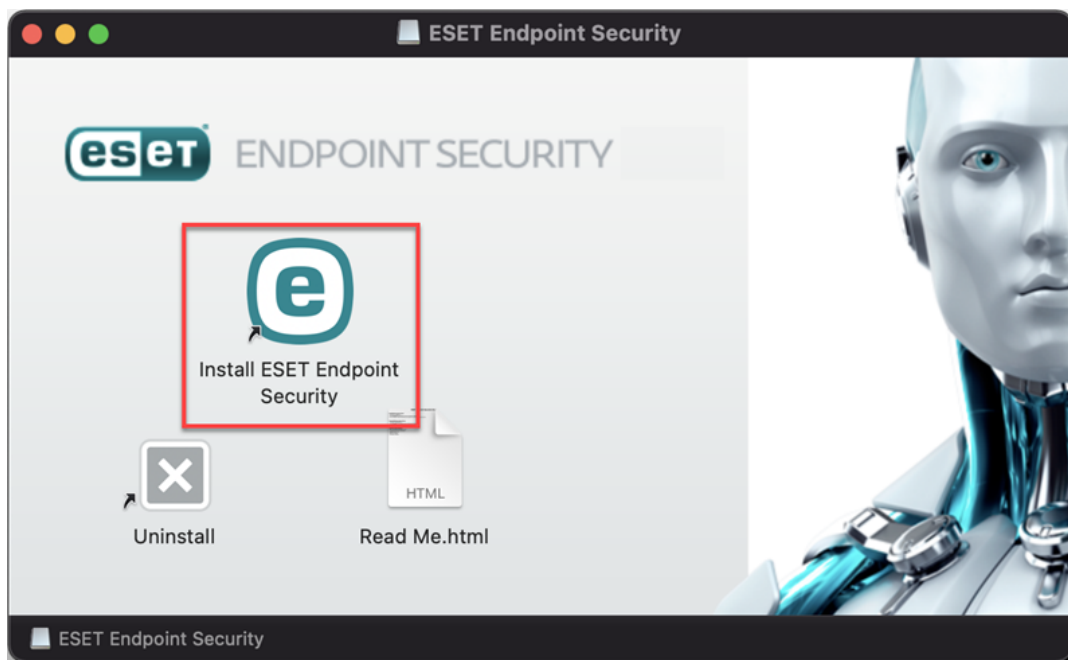 ESET Endpoint Security
eseT ENDPOINT SECURITY
e
Install ESET Endpoint
Security
HTML
Uninstall
Read Me.html
ESET Endpoint Security